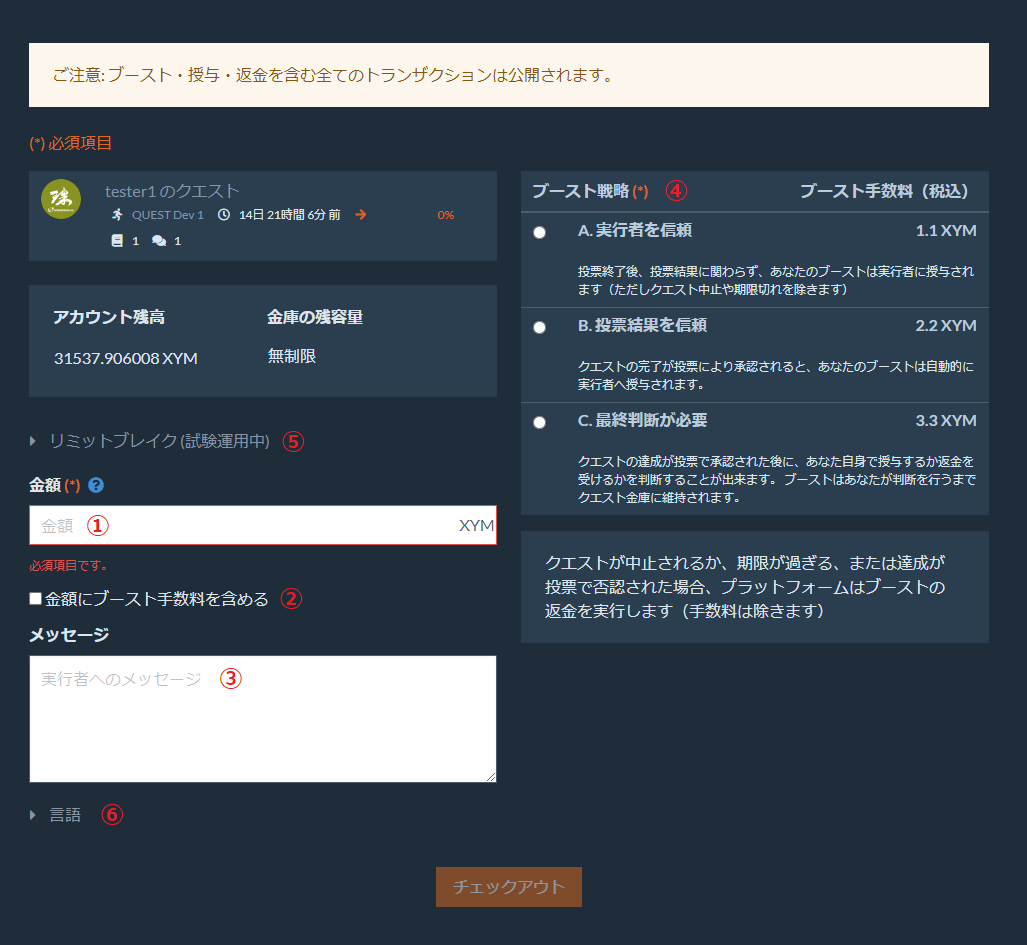 ご注意: ブースト・授与・返金を含む全てのトランザクションは公開されます。
(*) 必須項目
tester1 のクエスト
QUEST Dev 1 14日 21時間 6分 前 0%
1 1
アカウント残高 金庫の残容量
31537.906008 XYM 無制限
リミットブレイク (試験運用中) ⑤
金額 (*) ?
金額 ① XYM
必須項目です。
金額にブースト手数料を含める ②
メッセージ
実行者へのメッセージ ③
言語 ⑥
ブースト戦略 (*) ④ ブースト手数料（税込）
A. 実行者を信頼 1.1 XYM
投票終了後、投票結果に関わらず、あなたのブーストは実行者に授与され
ます（ただしクエスト中止や期限切れを除きます）
B. 投票結果を信頼 2.2 XYM
クエストの完了が投票により承認されると、あなたのブーストは自動的に
実行者へ授与されます。
C. 最終判断が必要 3.3 XYM
クエストの達成が投票で承認された後に、あなた自身で授与するか返金を
受けるかを判断することが出来ます。ブーストはあなたが判断を行うまで
クエスト金庫に維持されます。
クエストが中止されるか、期限が過ぎる、または達成が
投票で否認された場合、プラットフォームはブーストの
返金を実行します（手数料は除きます）
チェックアウト